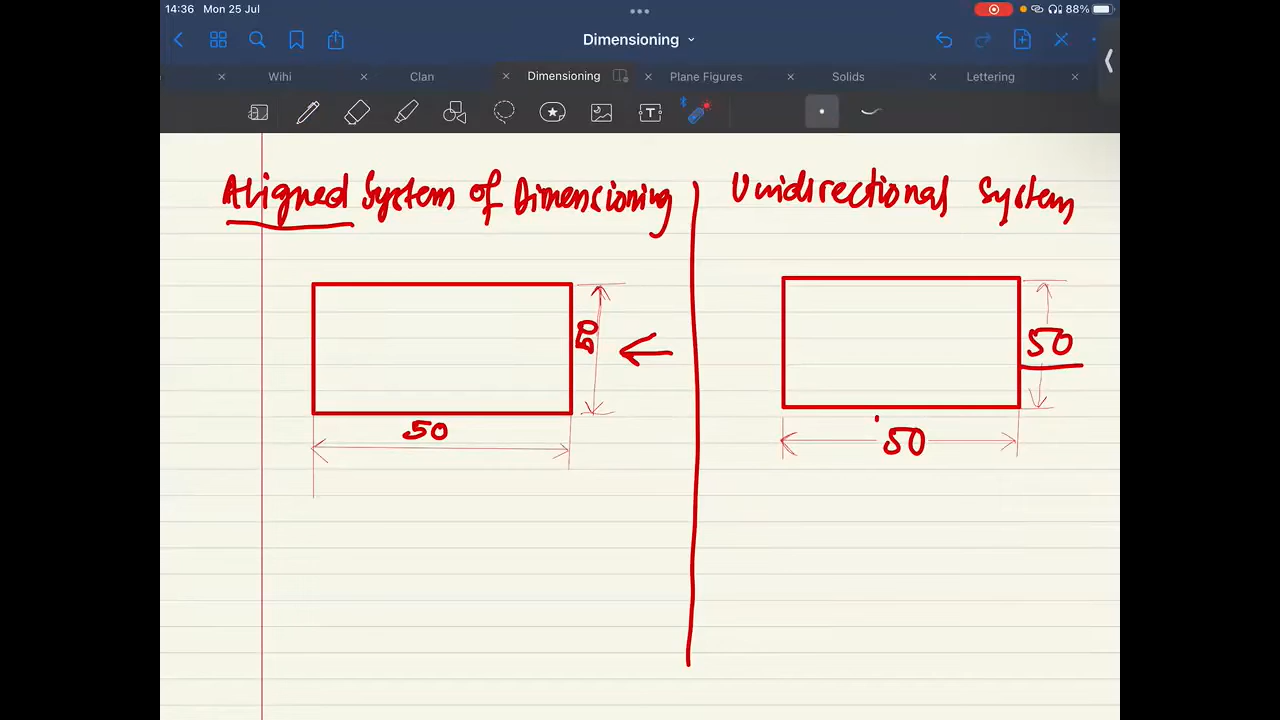 14:36 Mon 25 Jul
88%
Dimensioning
Wihi Clan Dimensioning Plane Figures Solids Lettering
T
Aligned System of Dimensioning
Unidirectional System
50
50
50
50